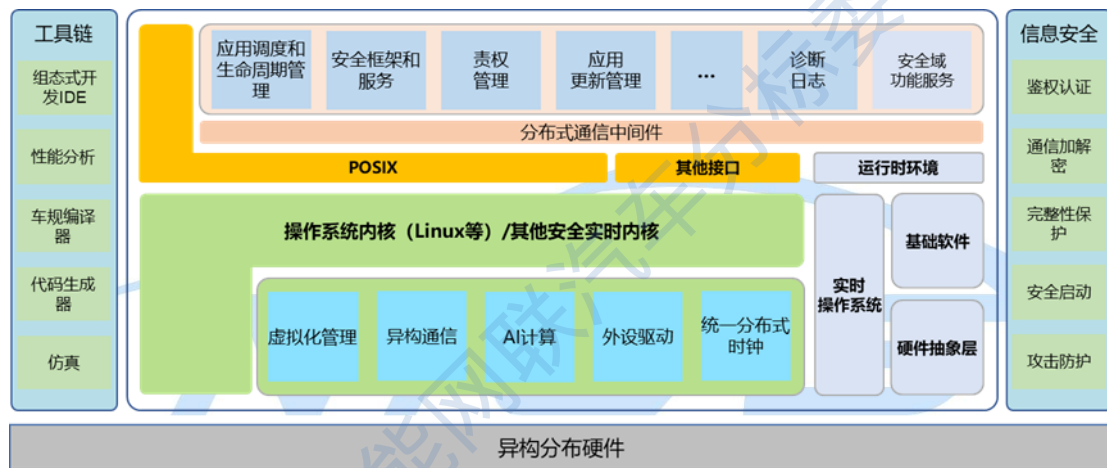 工具链
组态式开
发IDE
性能分析
车规编译
器
代码生成
器
仿真
应用调度和
生命周期管
理
安全框架和
服务
责权
管理
应用
更新管理
...
诊断
日志
安全域
功能服务
分布式通信中间件
POSIX
其他接口
运行时环境
操作系统内核（Linux等）/其他安全实时内核
虚拟化管理
异构通信
AI计算
外设驱动
统一分布式
时钟
实时
操作系统
基础软件
硬件抽象层
信息安全
鉴权认证
通信加解
密
完整性保
护
安全启动
攻击防护
异构分布硬件
能网联汽车分标委